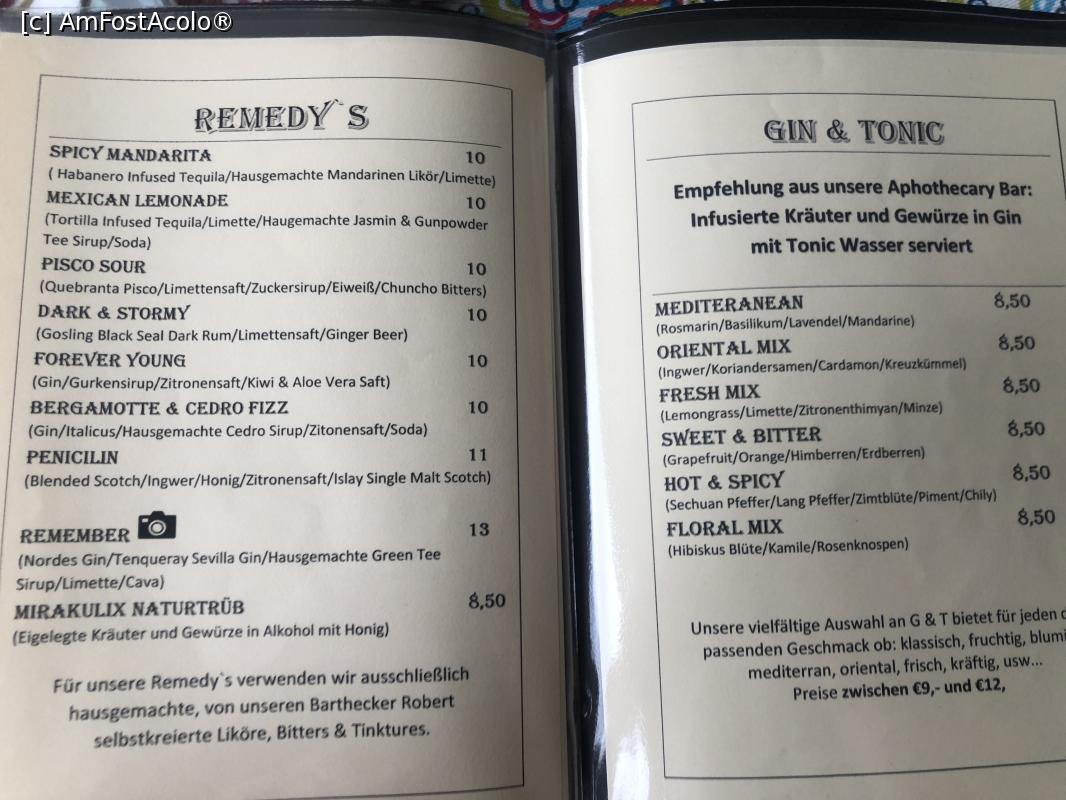 [c] AmFostAcolo®
REMEDY`S
SPICY MANDARITA 10
( Habanero Infused Tequila/Hausgemachte Mandarinen Likör/Limette)
MEXICAN LEMONADE 10
(Tortilla Infused Tequila/Limette/Haugemachte Jasmin & Gunpowder
Tee Sirup/Soda)
PISCO SOUR 10
(Quebranta Pisco/Limettensaft/Zuckersirup/Eiweiß/Chuncho Bitters)
DARK & STORMY 10
(Gosling Black Seal Dark Rum/Limettensaft/Ginger Beer)
FOREVER YOUNG 10
(Gin/Gurkensirup/Zitronensaft/Kiwi & Aloe Vera Saft)
BERGAMOTTE & CEDRO FIZZ 10
(Gin/Italicus/Hausgemachte Cedro Sirup/Zitonensaft/Soda)
PENICILIN 11
(Blended Scotch/Ingwer/Honig/Zitronensaft/Islay Single Malt Scotch)
REMEMBER 13
(Nordes Gin/Tenqueray Sevilla Gin/Hausgemachte Green Tee
Sirup/Limette/Cava)
MIRAKULIX NATURTRÜB 8,50
(Eigelegte Kräuter und Gewürze in Alkohol mit Honig)
Für unsere Remedy`s verwenden wir ausschließlich
hausgemachte, von unseren Barthecker Robert
selbstkreierte Liköre, Bitters & Tinktures.
GIN & TONIC
Empfehlung aus unsere Aphothecary Bar:
Infusierte Kräuter und Gewürze in Gin
mit Tonic Wasser serviert
MEDITERANEAN 8,50
(Rosmarin/Basilikum/Lavendel/Mandarine)
ORIENTAL MIX 8,50
(Ingwer/Koriandersamen/Cardamon/Kreuzkümmel)
FRESH MIX 8,50
(Lemongrass/Limette/Zitronenthimyan/Minze)
SWEET & BITTER 8,50
(Grapefruit/Orange/Himberren/Erdberren)
HOT & SPICY 8,50
(Sechuan Pfeffer/Lang Pfeffer/Zimtblüte/Piment/Chily)
FLORAL MIX 8,50
(Hibiskus Blüte/Kamile/Rosenknospen)
Unsere vielfältige Auswahl an G & T bietet für jeden
passenden Geschmack ob: klassisch, fruchtig, blumi
mediterran, oriental, frisch, kräftig, usw...
Preise zwischen €9,- und €12,